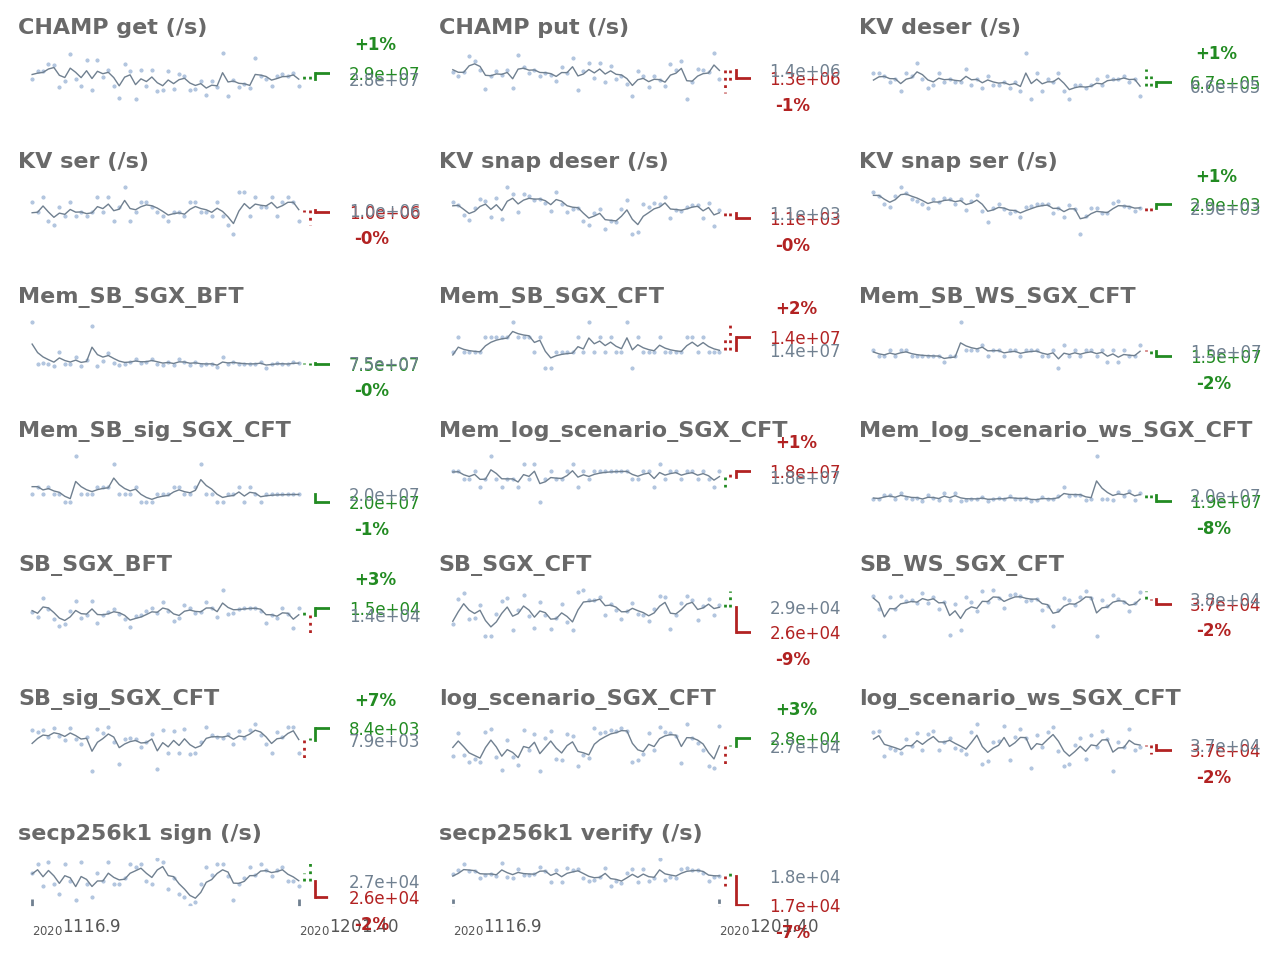 CHAMP get (/s)
+1%
2.9e+07
2.8e+07
CHAMP put (/s)
1.4e+06
1.3e+06
-1%
KV deser (/s)
+1%
6.7e+05
6.6e+05
KV ser (/s)
1.0e+06
1.0e+06
-0%
KV snap deser (/s)
1.1e+03
1.1e+03
-0%
KV snap ser (/s)
+1%
2.9e+03
2.9e+03
Mem_SB_SGX_BFT
7.5e+07
7.5e+07
-0%
Mem_SB_SGX_CFT
+2%
1.4e+07
1.4e+07
Mem_SB_WS_SGX_CFT
1.5e+07
1.5e+07
-2%
Mem_SB_sig_SGX_CFT
2.0e+07
2.0e+07
-1%
Mem_log_scenario_SGX_CFT
+1%
1.8e+07
1.8e+07
Mem_log_scenario_ws_SGX_CFT
2.0e+07
1.9e+07
-8%
SB_SGX_BFT
+3%
1.5e+04
1.4e+04
SB_SGX_CFT
2.9e+04
2.6e+04
-9%
SB_WS_SGX_CFT
3.8e+04
3.7e+04
-2%
SB_sig_SGX_CFT
+7%
8.4e+03
7.9e+03
log_scenario_SGX_CFT
+3%
2.8e+04
2.7e+04
log_scenario_ws_SGX_CFT
3.7e+04
3.7e+04
-2%
secp256k1 sign (/s)
2.7e+04
2.6e+04
-2%
20201116.9
20201201.40
secp256k1 verify (/s)
1.8e+04
1.7e+04
-7%
20201116.9
20201201.40